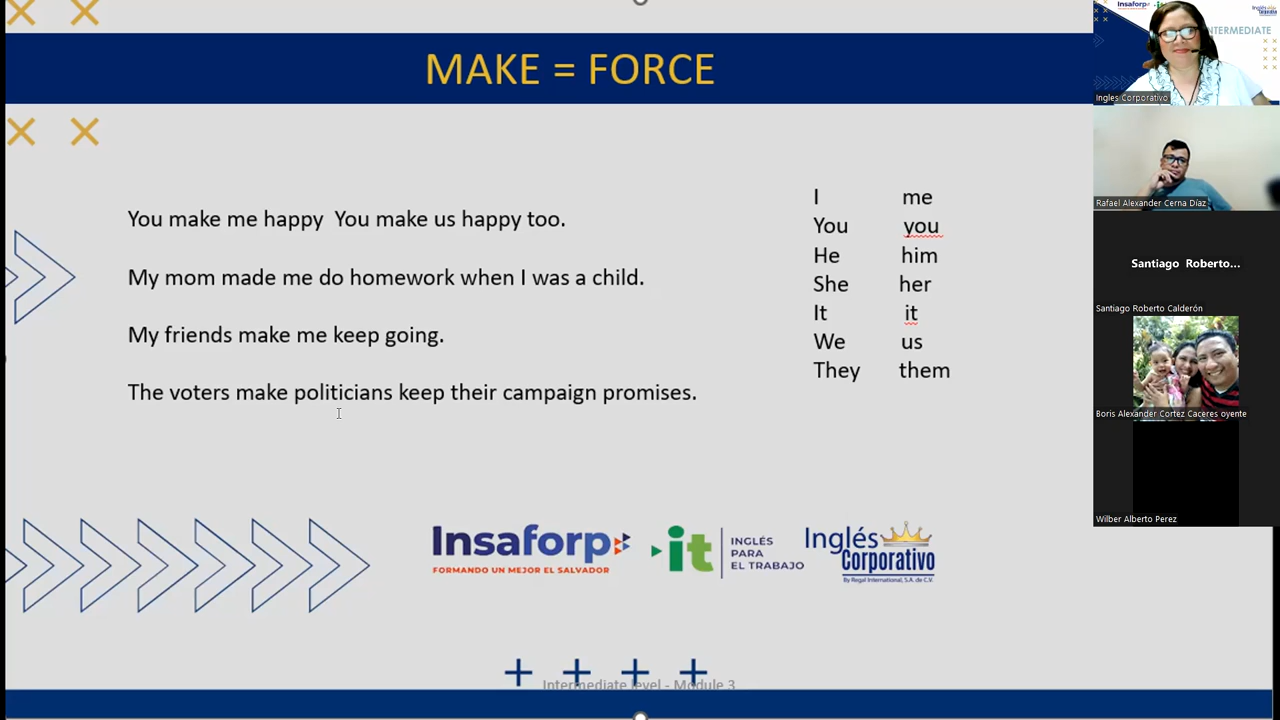 MAKE = FORCE
You make me happy  You make us happy too.
My mom made me do homework when I was a child.
My friends make me keep going.
The voters make politicians keep their campaign promises.
I me
You you
He him
She her
It it
We us
They them
Insaforp
FORMANDO UN MEJOR EL SALVADOR
it
INGLÉS
PARA
EL TRABAJO
Inglés
Corporativo
By Regal International, S.A. de C.V.
Intermediate level - Module 3
Insaforp
NTERMEDIATE
Ingles Corporativo
Rafael Alexander Cerna Díaz
Santiago Roberto...
Santiago Roberto Calderón
Boris Alexander Cortez Caceres oyente
Wilber Alberto Perez